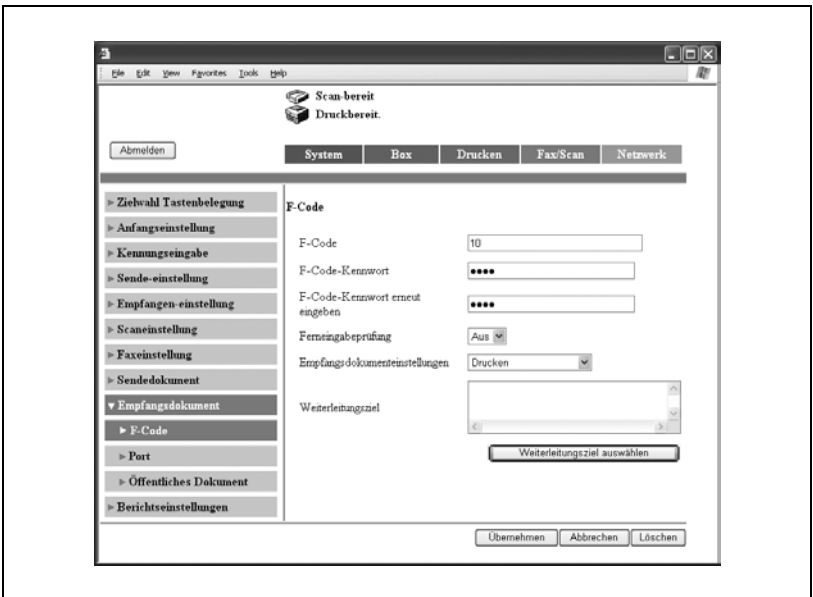 File Edit View Favorites Tools Help
Scan-bereit
Druckbereit.
Abmelden
System Box Drucken Fax/Scan Netzwerk
Zielwahl Tastenbelegung
Anfangseinstellung
Kennungseingabe
Sende-einstellung
Empfangen-einstellung
Scaneinstellung
Faxeinstellung
Sendedokument
Empfangsdokument
F-Code
Port
Öffentliches Dokument
Berichtseinstellungen
F-Code
F-Code 10
F-Code-Kennwort ••••
F-Code-Kennwort erneut
eingeben ••••
Ferneingabeprüfung Aus
Empfangsdokumenteinstellungen Drucken
Weiterleitungsziel
Weiterleitungsziel auswählen
Übernehmen Abbrechen Löschen